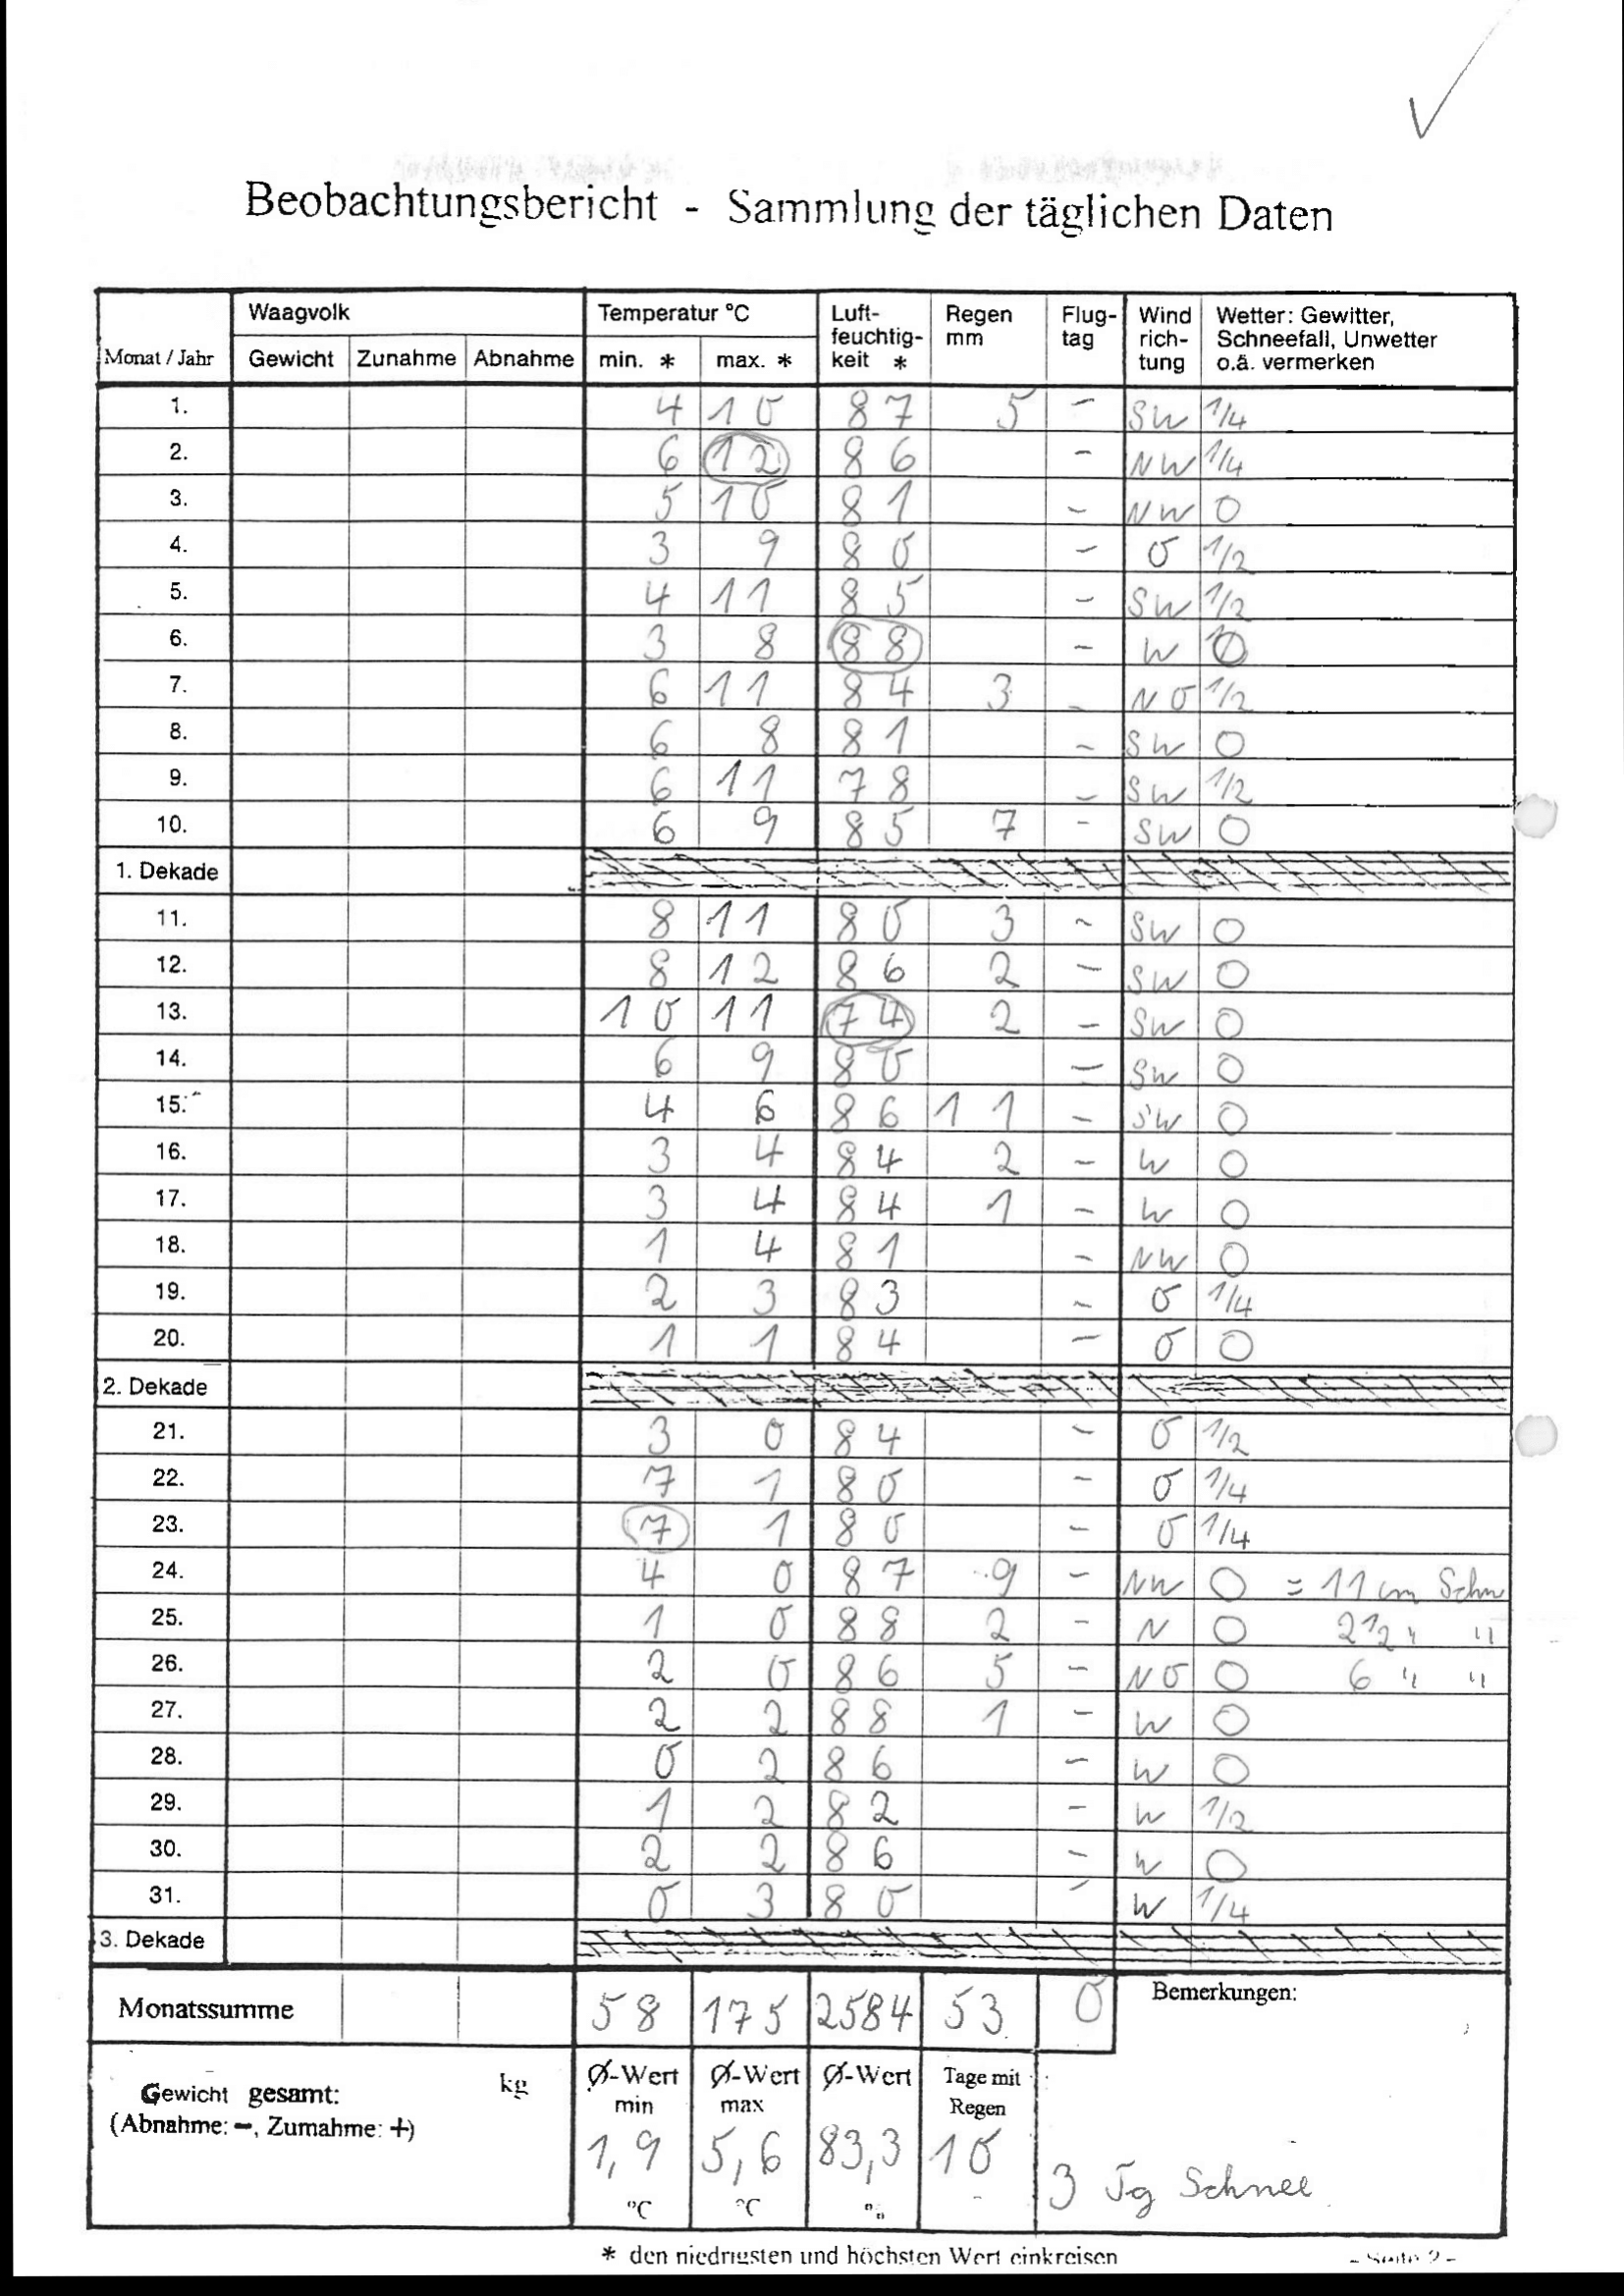 Beobachtungsbericht - Sammlung der täglichen Daten
Monat / Jahr Waagvolk Temperatur °C Luft-feuchtig-keit * Regen mm Flug-tag Wind rich-tung Wetter: Gewitter, Schneefall, Unwetter o.ä. vermerken
Gewicht Zunahme Abnahme min. * max. *
1. 4 10 87 5 – SW 1/4
2. 6 12 86 – NW 1/4
3. 5 10 81 – NW 0
4. 3 9 80 – O 1/2
5. 4 11 85 – SW 1/2
6. 3 8 88 – W 0
7. 6 11 84 3 – NO 1/2
8. 6 8 81 – SW 0
9. 6 11 78 – SW 1/2
10. 6 9 85 7 – SW 0
1. Dekade
11. 8 11 80 3 – SW 0
12. 8 12 86 2 – SW 0
13. 10 11 74 2 – SW 0
14. 6 9 80 – SW 0
15. 4 6 86 11 – SW 0
16. 3 4 84 2 – W 0
17. 3 4 84 1 – W 0
18. 1 4 81 – NW 0
19. 2 3 83 – O 1/4
20. 1 1 84 – O 0
2. Dekade
21. 3 0 84 – O 1/2
22. 7 1 80 – O 1/4
23. 7 1 80 – O 1/4
24. 4 0 87 9 – NW 0 = 11 cm Schn
25. 1 0 88 2 – N 0 2 1/2 " "
26. 2 0 86 5 – NO 0 6 " "
27. 2 2 88 1 – W 0
28. 0 2 86 – W 0
29. 1 2 82 – W 1/2
30. 2 2 86 – W 0
31. 0 3 80 – W 1/4
3. Dekade
Monatssumme 58 175 2584 53 0 Bemerkungen:
Gewicht gesamt: kg Ø-Wert min Ø-Wert max Ø-Wert Tage mit Regen
(Abnahme: –, Zumahme: +)
1,9 5,6 83,3 10
°C °C
3 Tg Schnee
* den niedrigsten und höchsten Wert einkreisen
- Seite 2 -